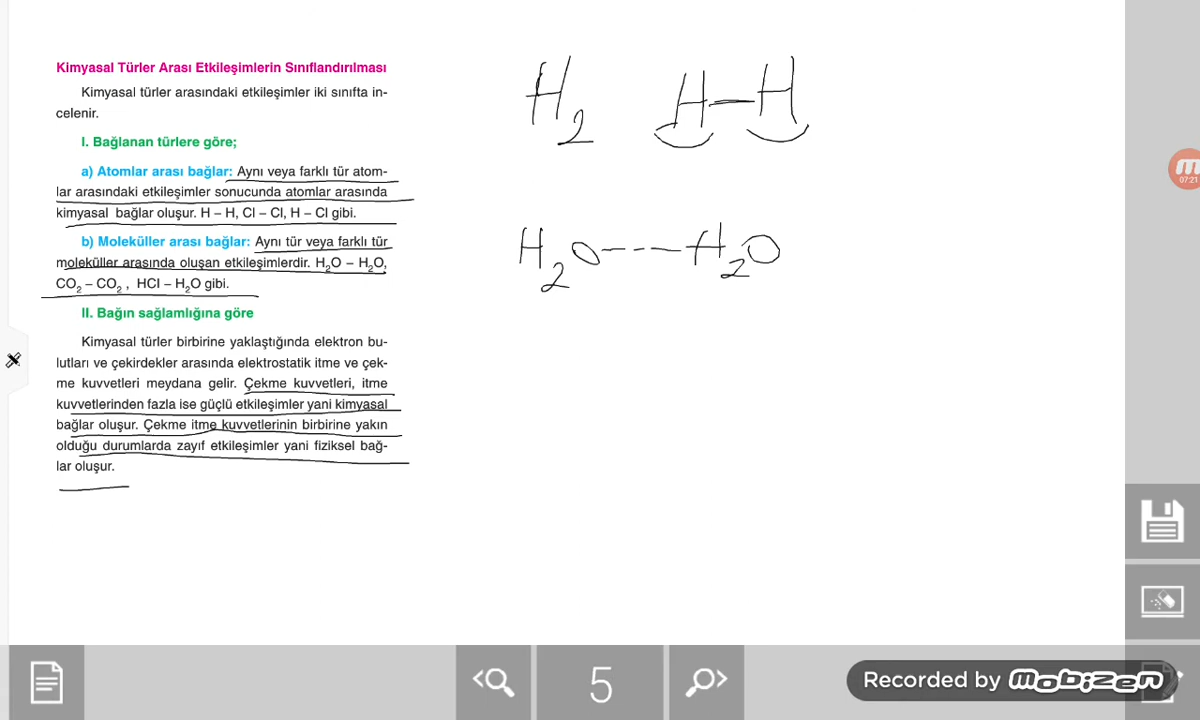 Kimyasal Türler Arası Etkileşimlerin Sınıflandırılması
Kimyasal türler arasındaki etkileşimler iki sınıfta in-
celenir.
I. Bağlanan türlere göre;
a) Atomlar arası bağlar: Aynı veya farklı tür atom-
lar arasındaki etkileşimler sonucunda atomlar arasında
kimyasal bağlar oluşur. H – H, Cl – Cl, H – Cl gibi.
b) Moleküller arası bağlar: Aynı tür veya farklı tür
moleküller arasında oluşan etkileşimlerdir. H₂O – H₂O,
CO₂ – CO₂ , HCl – H₂O gibi.
II. Bağın sağlamlığına göre
Kimyasal türler birbirine yaklaştığında elektron bu-
lutları ve çekirdekler arasında elektrostatik itme ve çek-
me kuvvetleri meydana gelir. Çekme kuvvetleri, itme
kuvvetlerinden fazla ise güçlü etkileşimler yani kimyasal
bağlar oluşur. Çekme itme kuvvetlerinin birbirine yakın
olduğu durumlarda zayıf etkileşimler yani fiziksel bağ-
lar oluşur.
H₂ H–H
H₂O---H₂O
07:21
5
Recorded by mobizen